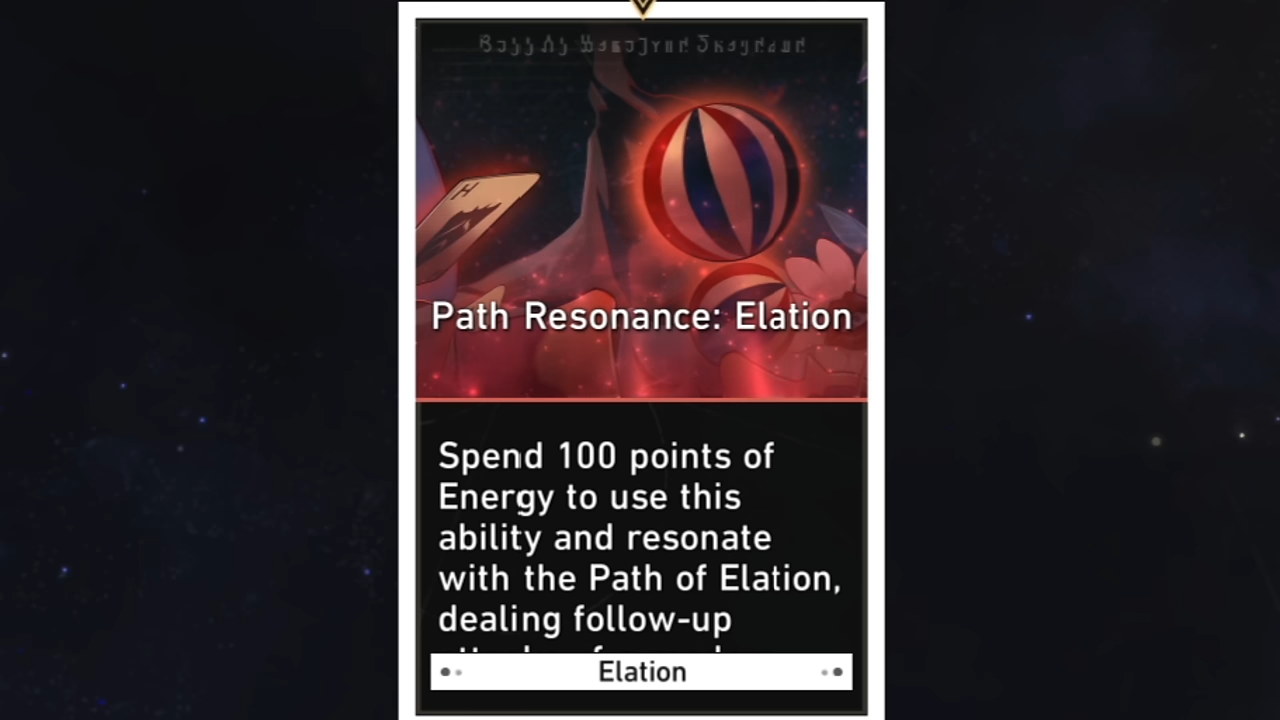 Path Resonance: Elation
Spend 100 points of
Energy to use this
ability and resonate
with the Path of Elation,
dealing follow-up
Elation